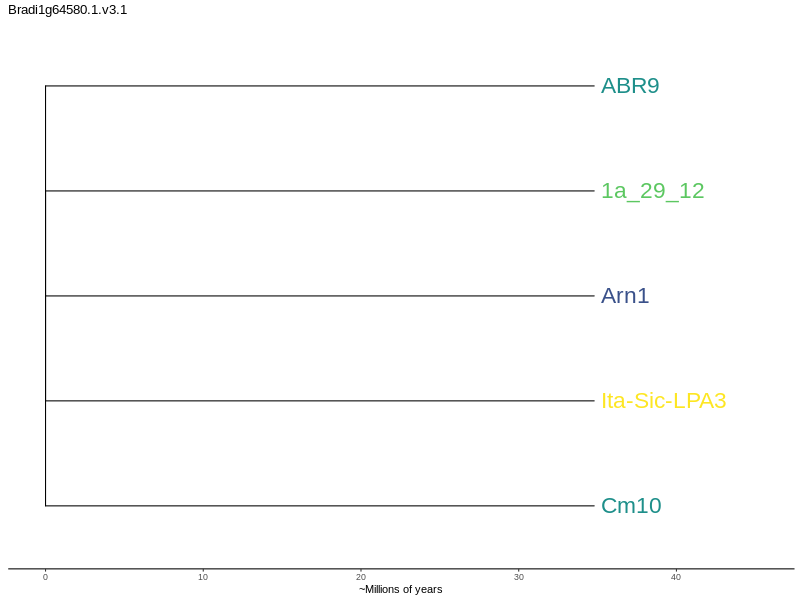 Bradi1g64580.1.v3.1
ABR9
1a_29_12
Arn1
Ita-Sic-LPA3
Cm10
0 10 20 30 40
~Millions of years